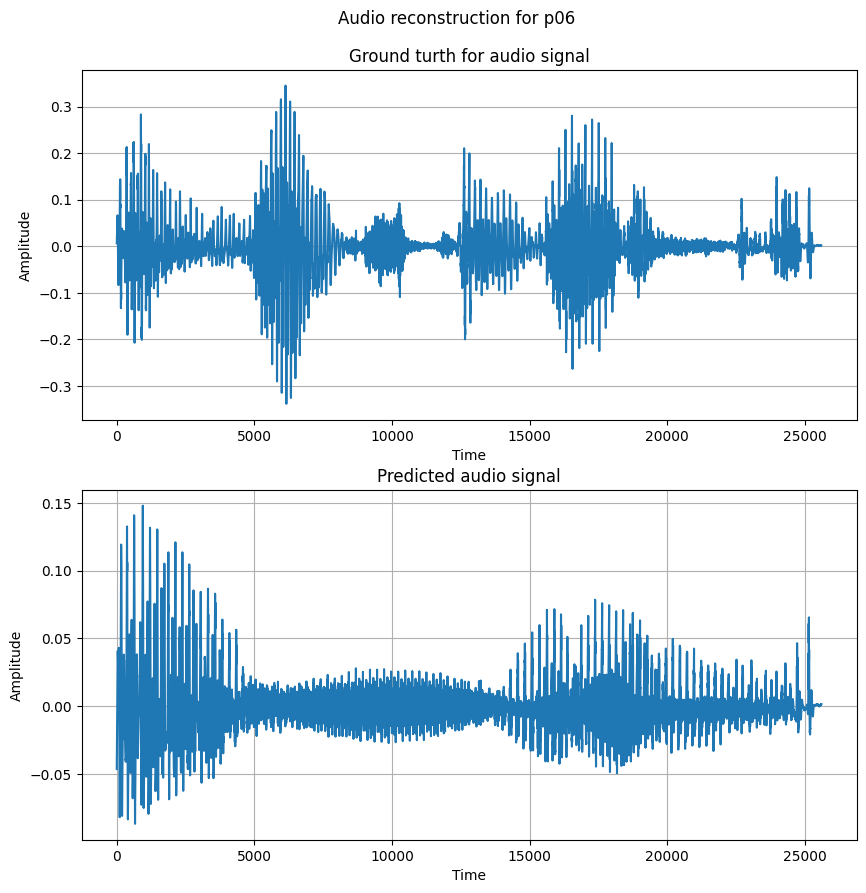 Audio reconstruction for p06
Ground turth for audio signal
0.3
0.2
0.1
0.0
−0.1
−0.2
−0.3
Amplitude
0 5000 10000 15000 20000 25000
Time
Predicted audio signal
0.15
0.10
0.05
0.00
−0.05
Amplitude
0 5000 10000 15000 20000 25000
Time